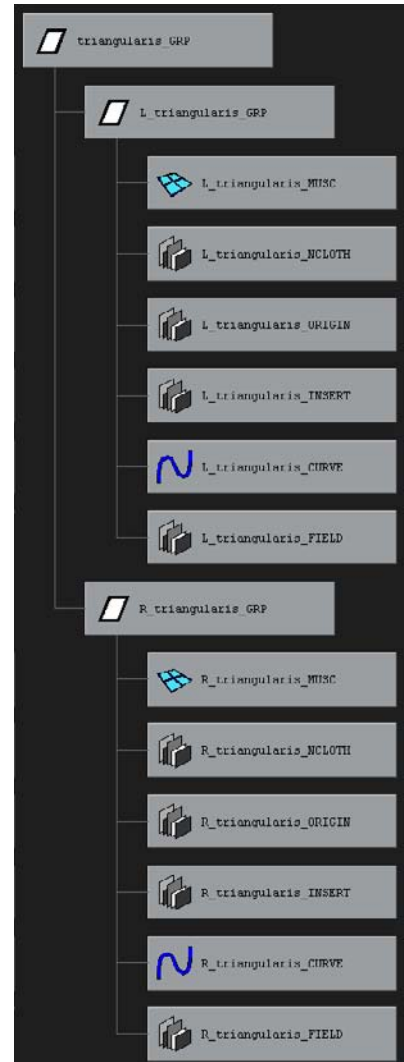 triangularis_GRP
L_triangularis_GRP
L_triangularis_MUSC
L_triangularis_NCLOTH
L_triangularis_ORIGIN
L_triangularis_INSERT
L_triangularis_CURVE
L_triangularis_FIELD
R_triangularis_GRP
R_triangularis_MUSC
R_triangularis_NCLOTH
R_triangularis_ORIGIN
R_triangularis_INSERT
R_triangularis_CURVE
R_triangularis_FIELD